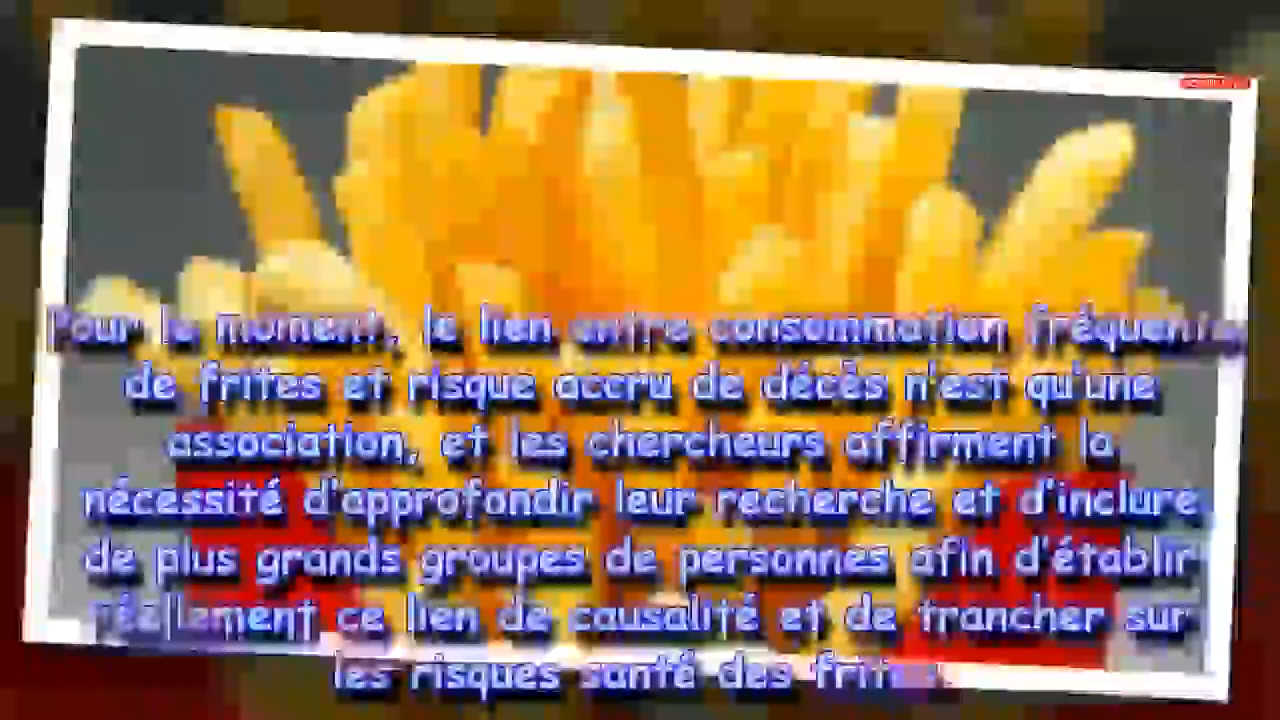 Pour le moment, le lien entre consommation fréquente
de frites et risque accru de décès n'est qu'une
association, et les chercheurs affirment la
nécessité d'approfondir leur recherche et d'inclure
de plus grands groupes de personnes afin d'établir
réellement ce lien de causalité et de trancher sur
les risques santé des frites.